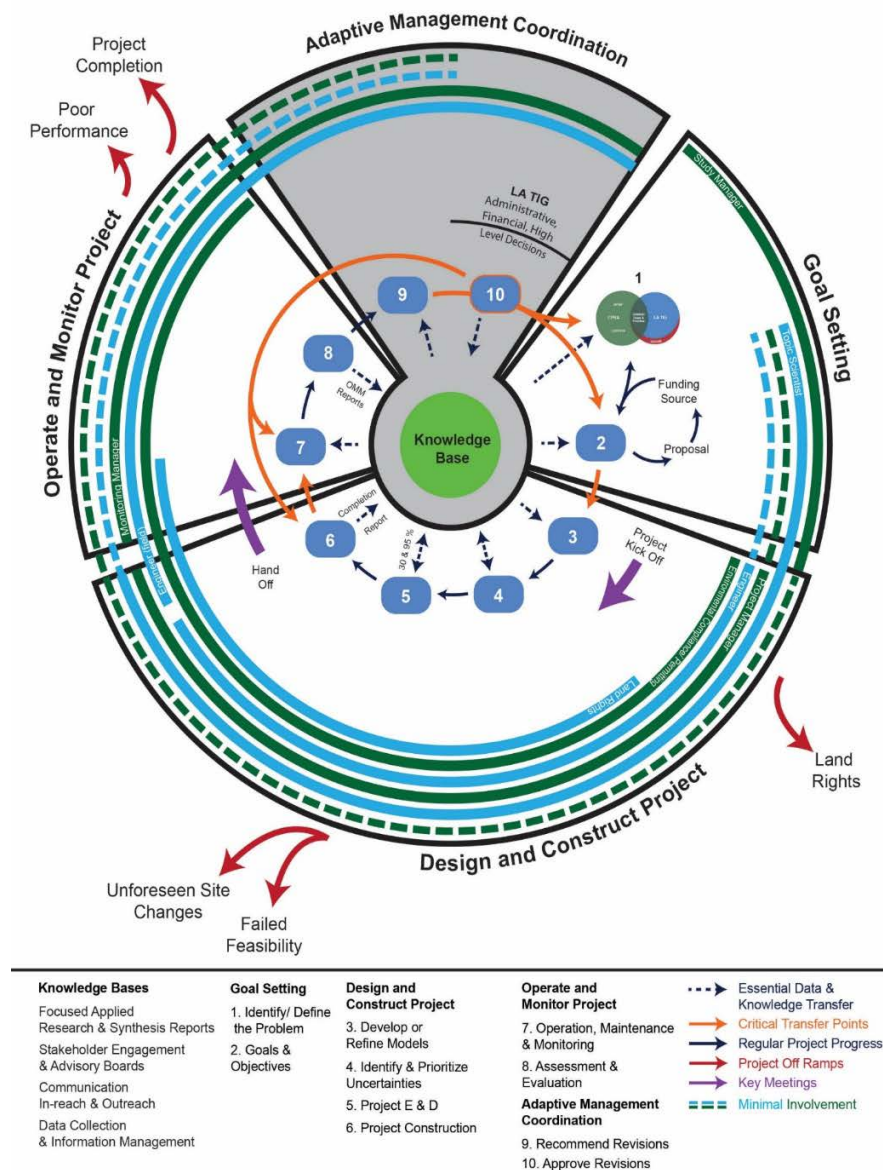 Adaptive Management Coordination
Project
Completion
Poor
Performance
Operate and Monitor Project
Goal Setting
Study Manager
LA TIG
Administrative,
Financial, High
Level Decisions
1
LA TIG
9
10
8
OMM
Reports
7
Knowledge
Base
Funding
Source
2
Proposal
Topic Scientist
Monitoring Manager
Completion
Report
6
30 & 95 %
5
4
3
Project
Kick Off
Hand
Off
Land Rights
Environmental Compliance Permiting
Engineer
Project Manager
Land
Rights
Design and Construct Project
Unforeseen Site
Changes
Failed
Feasibility
Knowledge Bases
Focused Applied
Research & Synthesis Reports
Stakeholder Engagement
& Advisory Boards
Communication
In-reach & Outreach
Data Collection
& Information Management
Goal Setting
1. Identify/ Define
the Problem
2. Goals &
Objectives
Design and
Construct Project
3. Develop or
Refine Models
4. Identify & Prioritize
Uncertainties
5. Project E & D
6. Project Construction
Operate and
Monitor Project
7. Operation, Maintenance
& Monitoring
8. Assessment &
Evaluation
Adaptive Management
Coordination
9. Recommend Revisions
10. Approve Revisions
Essential Data &
Knowledge Transfer
Critical Transfer Points
Regular Project Progress
Project Off Ramps
Key Meetings
Minimal Involvement